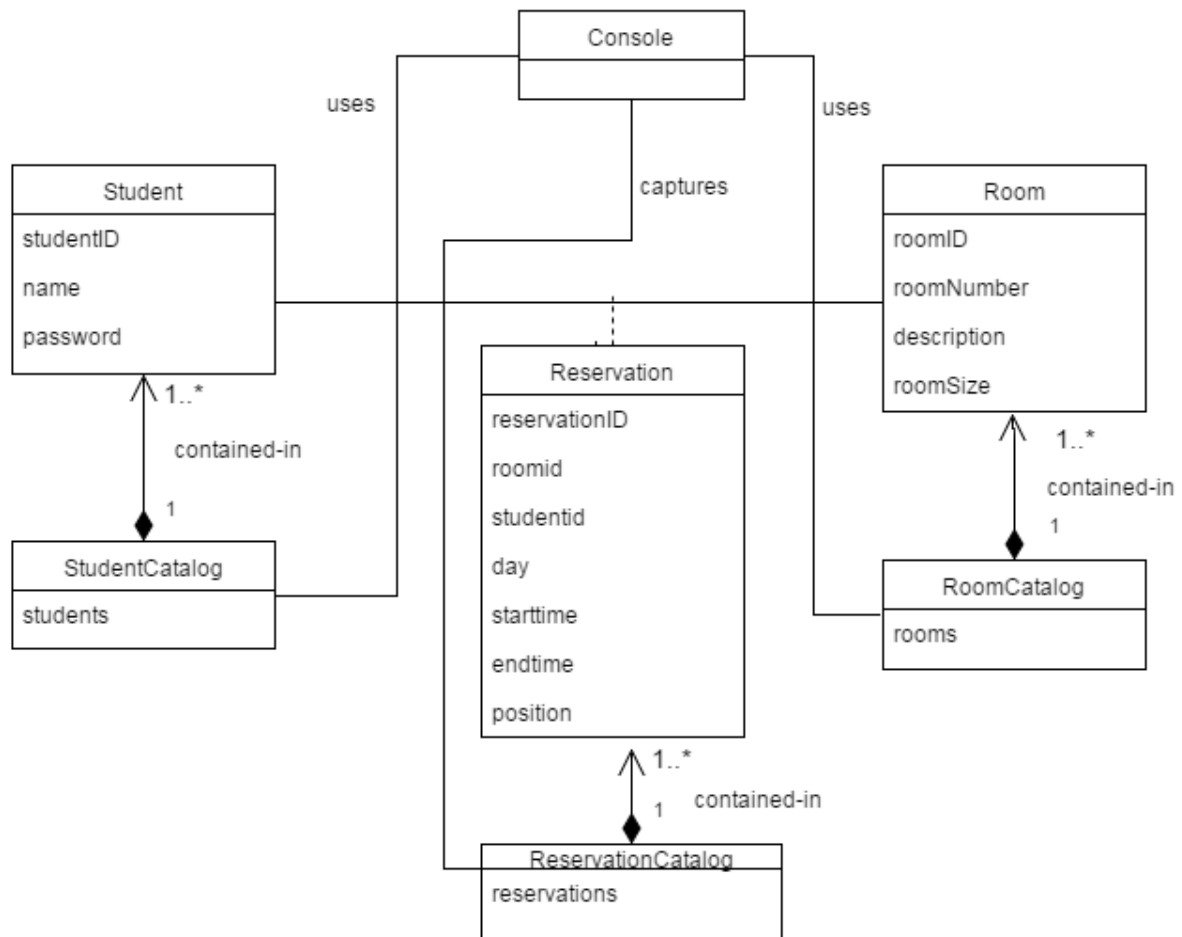 Console
uses
uses
captures
Student
studentID
name
password
Room
roomID
roomNumber
description
roomSize
Reservation
reservationID
roomid
studentid
day
starttime
endtime
position
1..*
contained-in
1
1..*
contained-in
1
StudentCatalog
students
RoomCatalog
rooms
1..*
contained-in
1
ReservationCatalog
reservations